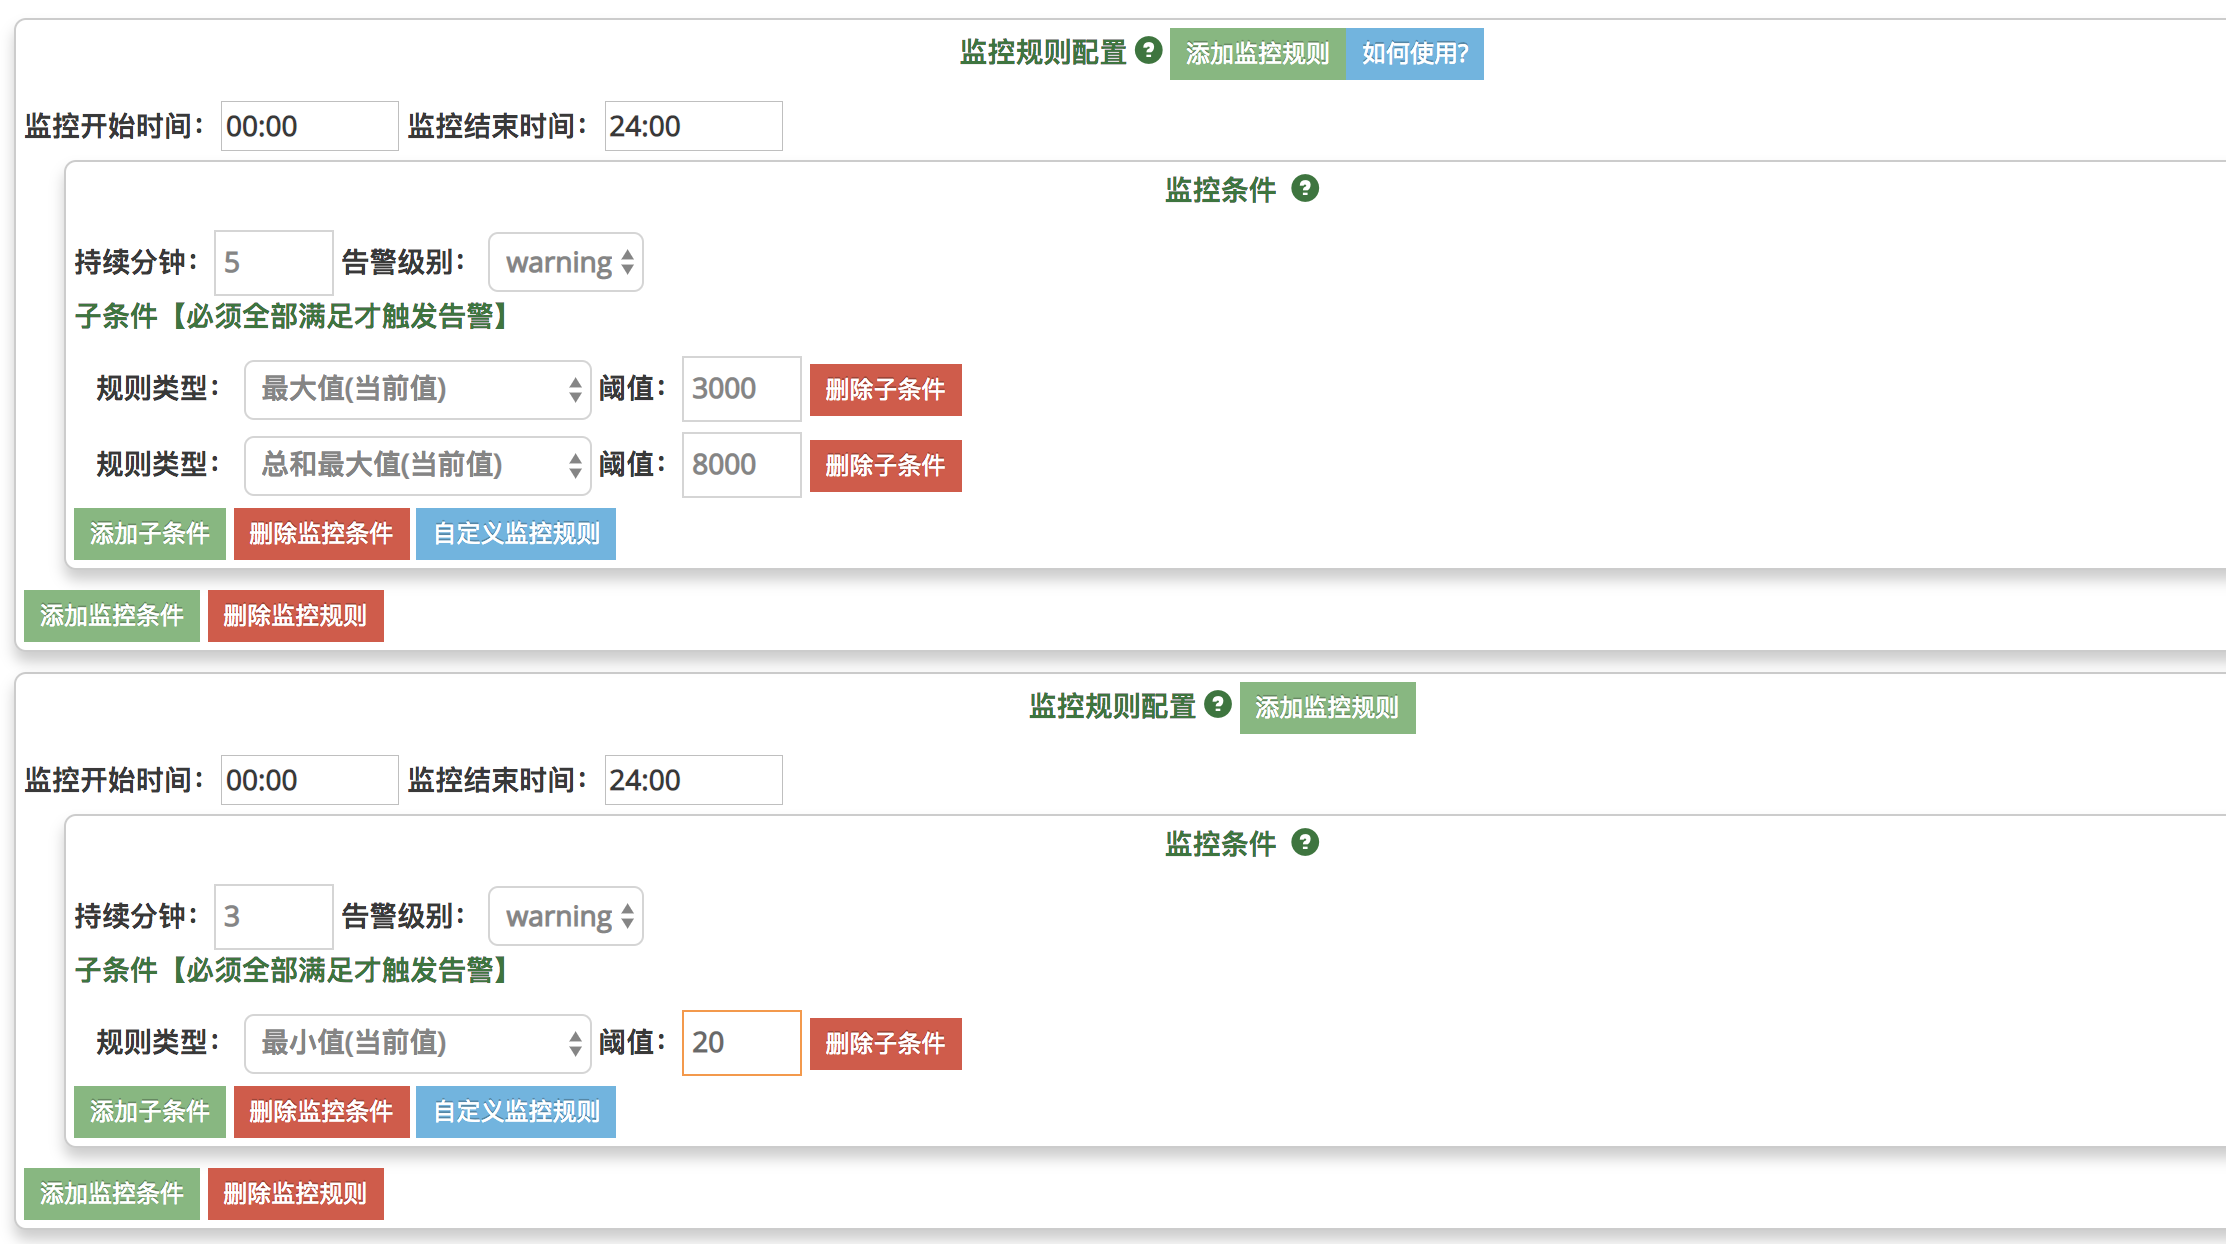 监控规则配置 ? 添加监控规则 如何使用?
监控开始时间： 00:00 监控结束时间： 24:00
监控条件 ?
持续分钟： 5 告警级别： warning
子条件【必须全部满足才触发告警】
规则类型： 最大值(当前值) 阈值： 3000 删除子条件
规则类型： 总和最大值(当前值) 阈值： 8000 删除子条件
添加子条件 删除监控条件 自定义监控规则
添加监控条件 删除监控规则
监控规则配置 ? 添加监控规则
监控开始时间： 00:00 监控结束时间： 24:00
监控条件 ?
持续分钟： 3 告警级别： warning
子条件【必须全部满足才触发告警】
规则类型： 最小值(当前值) 阈值： 20 删除子条件
添加子条件 删除监控条件 自定义监控规则
添加监控条件 删除监控规则